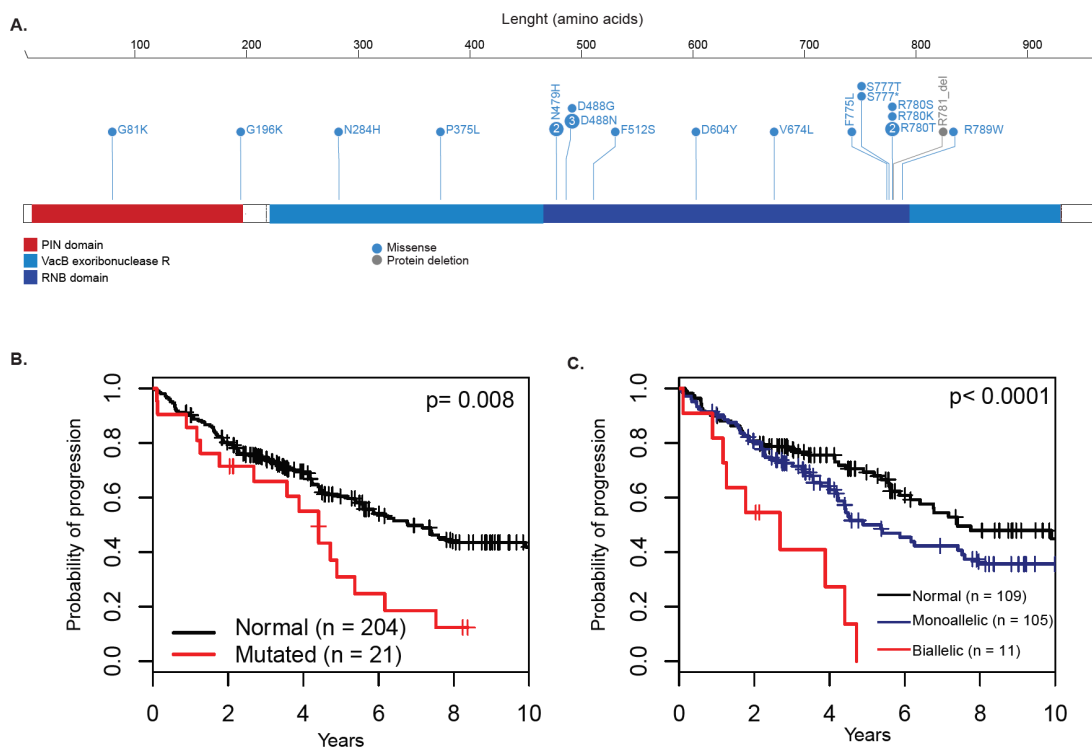 A.
Lenght (amino acids)
100 200 300 400 500 600 700 800 900
G81K
G196K
N284H
P375L
N479H
2
D488G
3 D488N
F512S
D604Y
V674L
F775L
S777T
S777*
R780S
R780K
2 R780T
R781_del
R789W
PIN domain
VacB exoribonuclease R
RNB domain
Missense
Protein deletion
B.
Probability of progression
1.0
0.8
0.6
0.4
0.2
0.0
p= 0.008
Normal (n = 204)
Mutated (n = 21)
0 2 4 6 8 10
Years
C.
Probability of progression
1.0
0.8
0.6
0.4
0.2
0.0
p< 0.0001
Normal (n = 109)
Monoallelic (n = 105)
Biallelic (n = 11)
0 2 4 6 8 10
Years